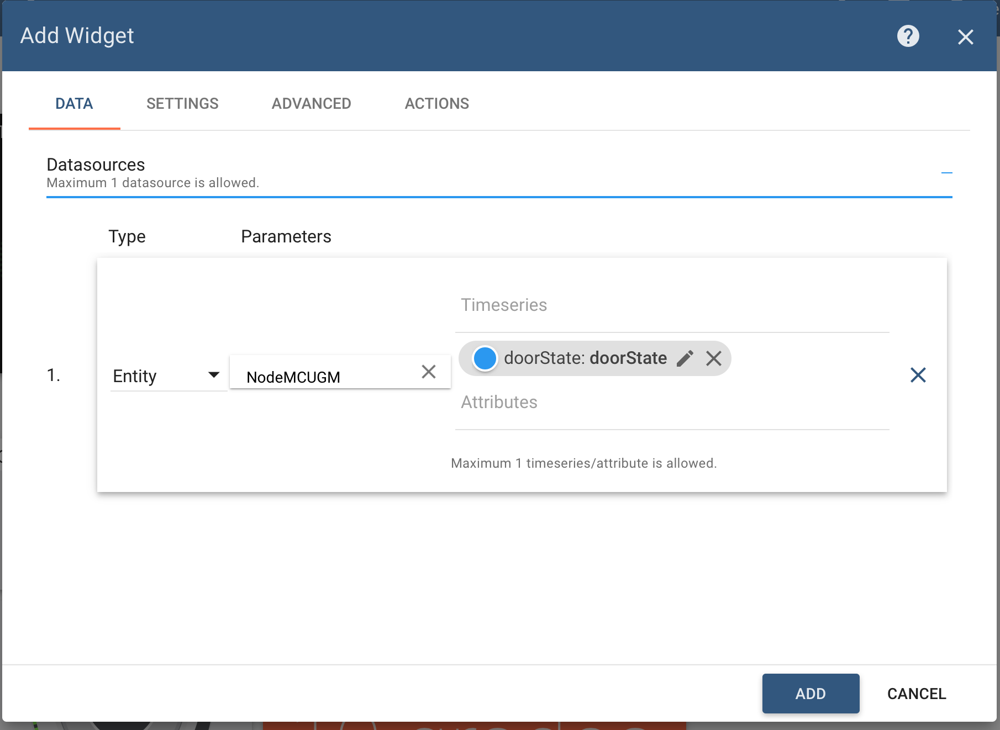 Add Widget
DATA SETTINGS ADVANCED ACTIONS
Datasources
Maximum 1 datasource is allowed.
Type Parameters
Timeseries
doorState: doorState
1. Entity NodeMCUGM
Attributes
Maximum 1 timeseries/attribute is allowed.
ADD CANCEL